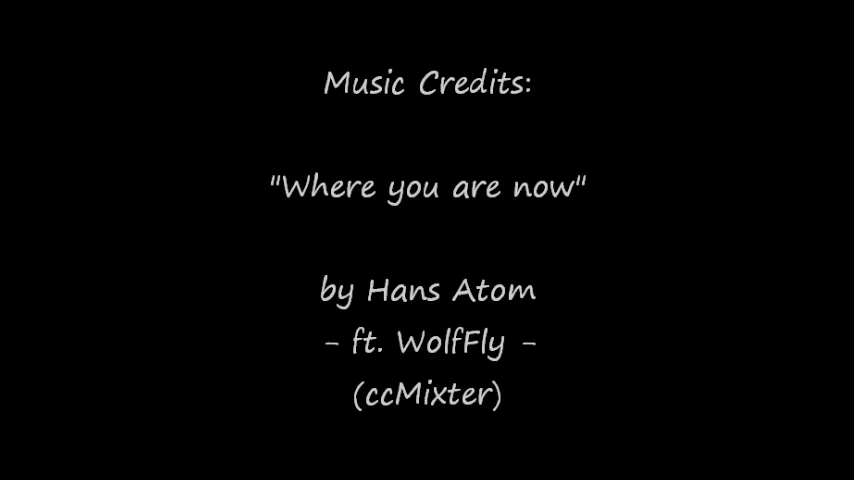 Music Credits:
"Where you are now"
by Hans Atom
- ft. WolfFly -
(ccMixter)